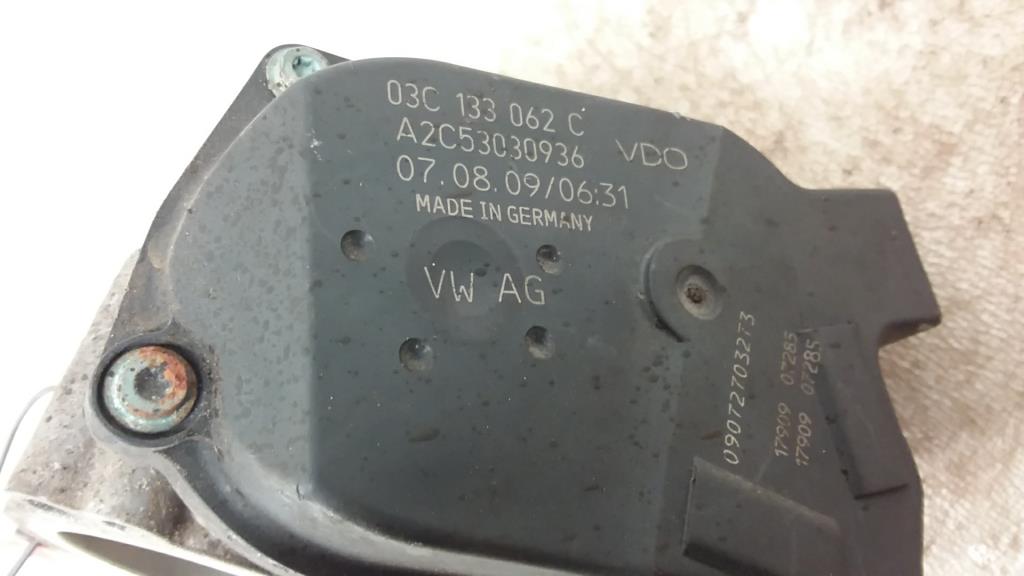 03C 133 062 C
A2C53030936 VDO
07.08.09/06:31
MADE IN GERMANY
VW AG
09072703273
17909 07285
17909 07285